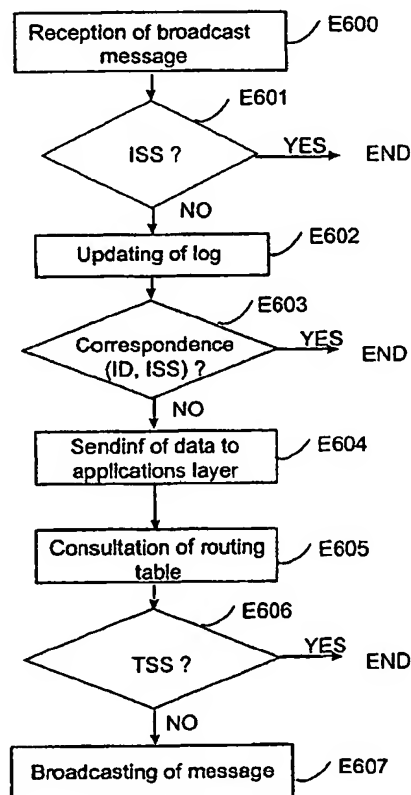 Reception of broadcast
message
E600
E601
ISS ?
YES
END
NO
Updating of log
E602
E603
Correspondence
(ID, ISS) ?
YES
END
NO
Sendinf of data to
applications layer
E604
Consultation of routing
table
E605
E606
TSS ?
YES
END
NO
Broadcasting of message
E607